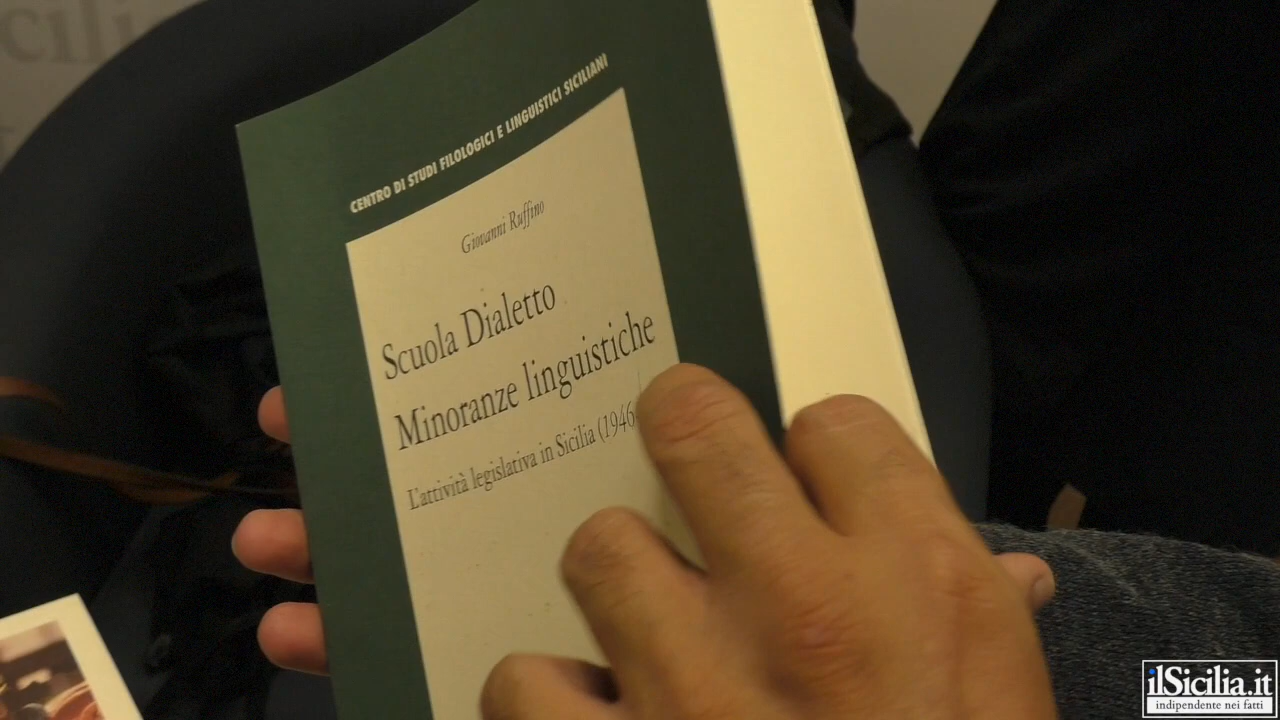 CENTRO DI STUDI FILOLOGICI E LINGUISTICI SICILIANI
Giovanni Ruffino
Scuola Dialetto
Minoranze linguistiche
L'attività legislativa in Sicilia (1946
ilSicilia.it
indipendente nei fatti